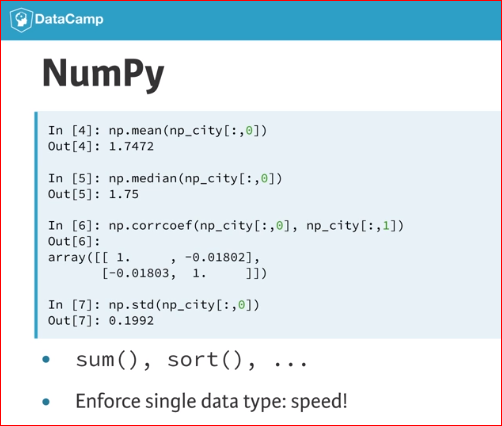 DataCamp
NumPy
In [4]: np.mean(np_city[:,0])
Out[4]: 1.7472
In [5]: np.median(np_city[:,0])
Out[5]: 1.75
In [6]: np.corrcoef(np_city[:,0], np_city[:,1])
Out[6]:
array([[ 1.     , -0.01802],
       [-0.01803,  1.     ]])
In [7]: np.std(np_city[:,0])
Out[7]: 0.1992
• sum(), sort(), ...
• Enforce single data type: speed!